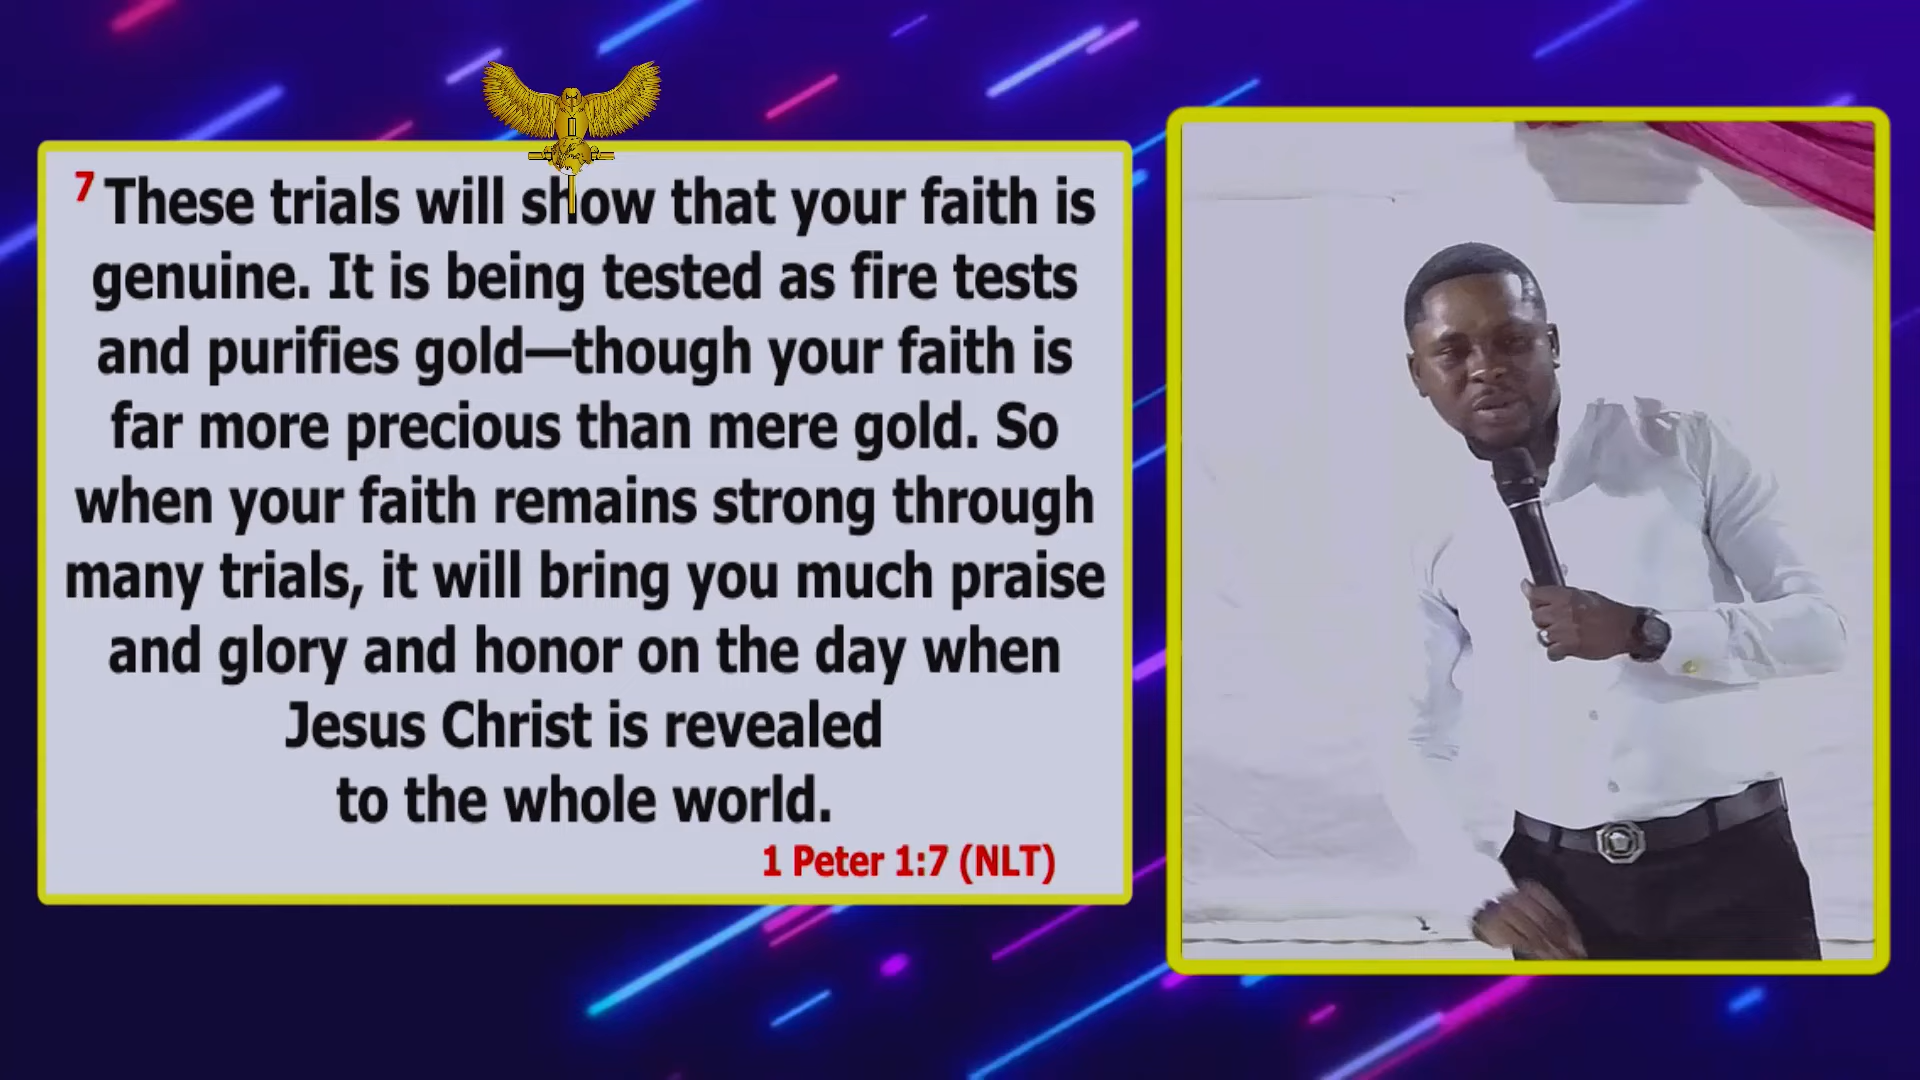 7 These trials will show that your faith is
genuine. It is being tested as fire tests
and purifies gold—though your faith is
far more precious than mere gold. So
when your faith remains strong through
many trials, it will bring you much praise
and glory and honor on the day when
Jesus Christ is revealed
to the whole world.
1 Peter 1:7 (NLT)